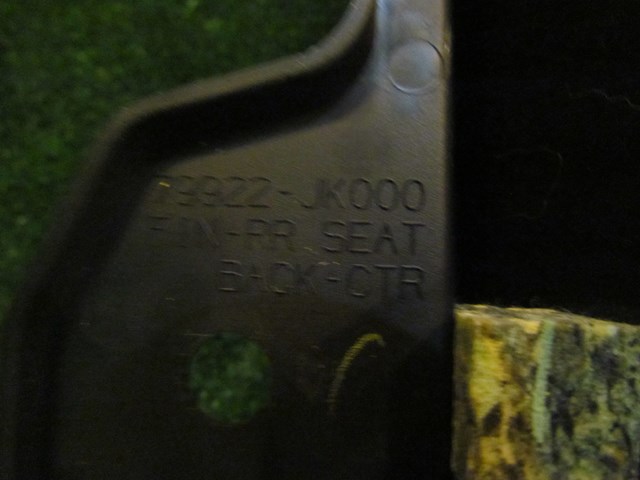 79922-JK000
FIN-RR SEAT
BACK-CTR